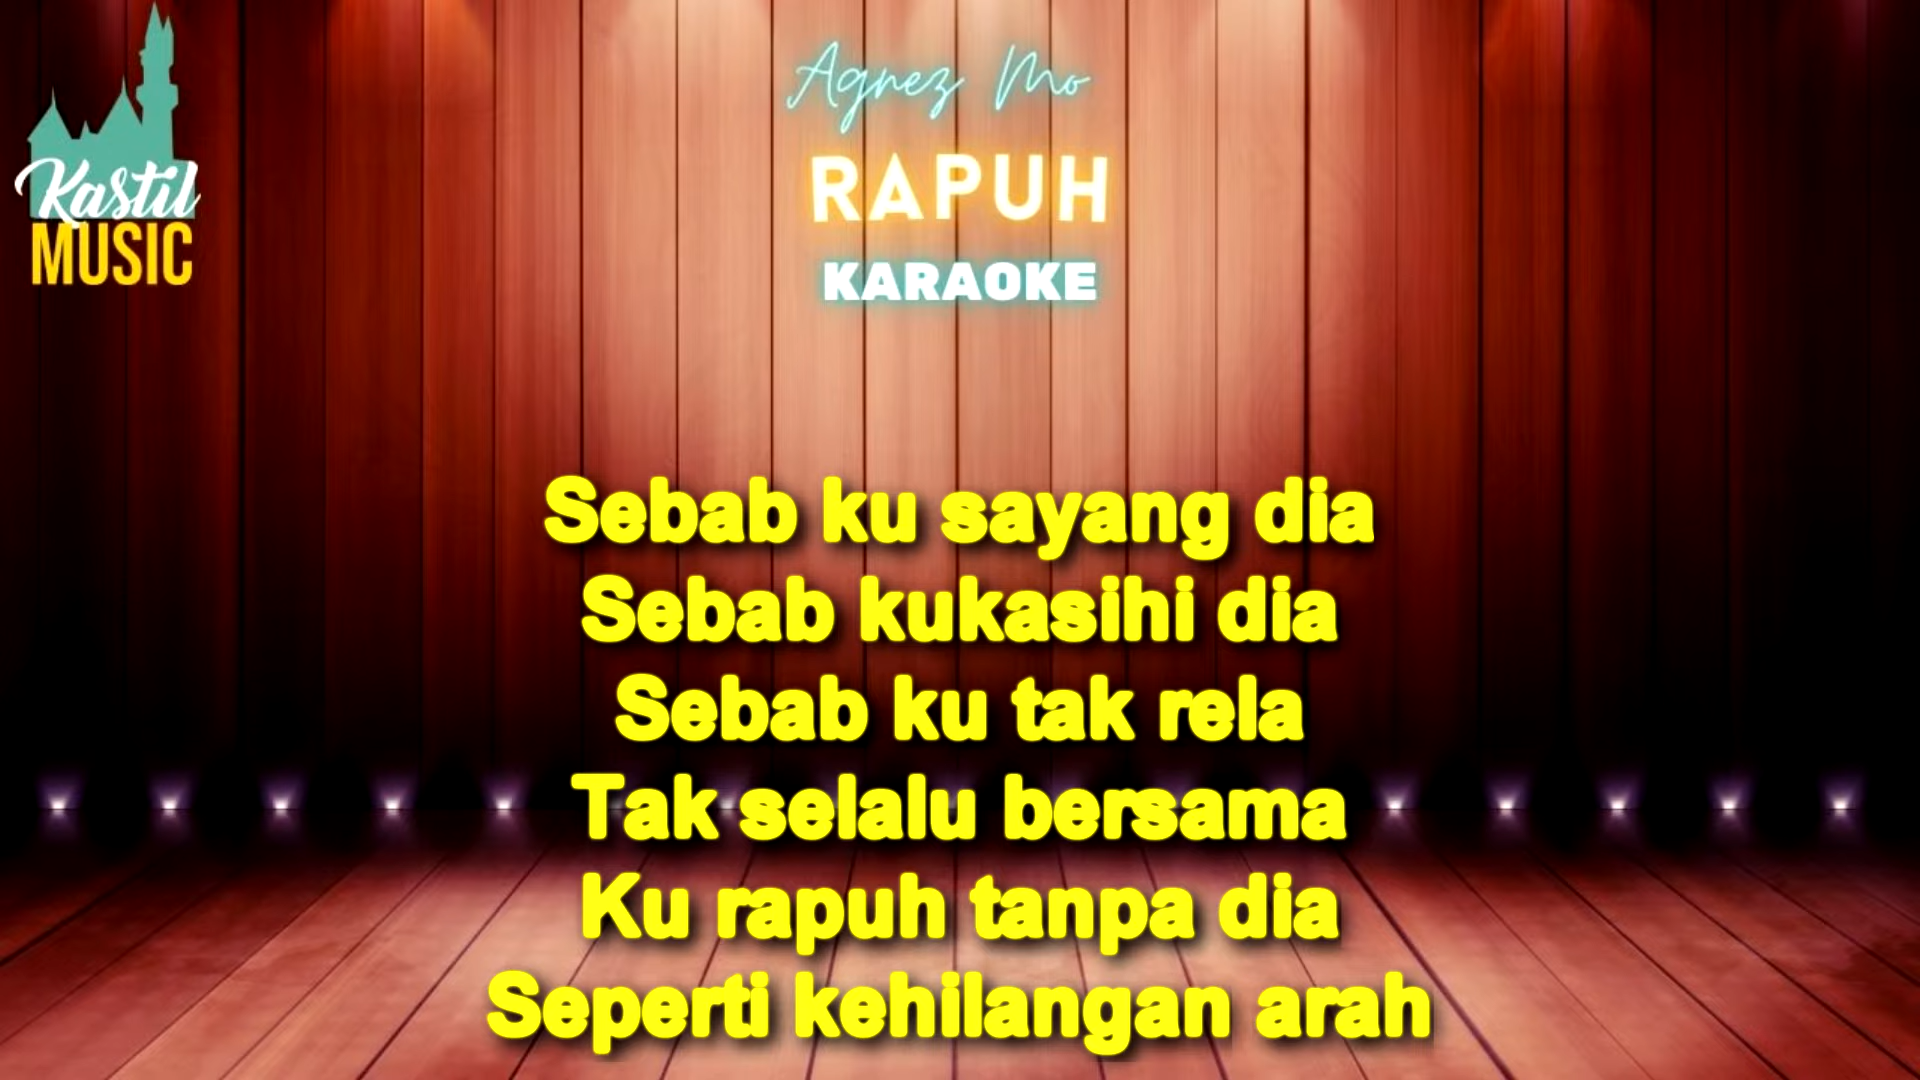 Kastil
MUSIC
Agnez Mo
RAPUH
KARAOKE
Sebab ku sayang dia
Sebab kukasihi dia
Sebab ku tak rela
Tak selalu bersama
Ku rapuh tanpa dia
Seperti kehilangan arah